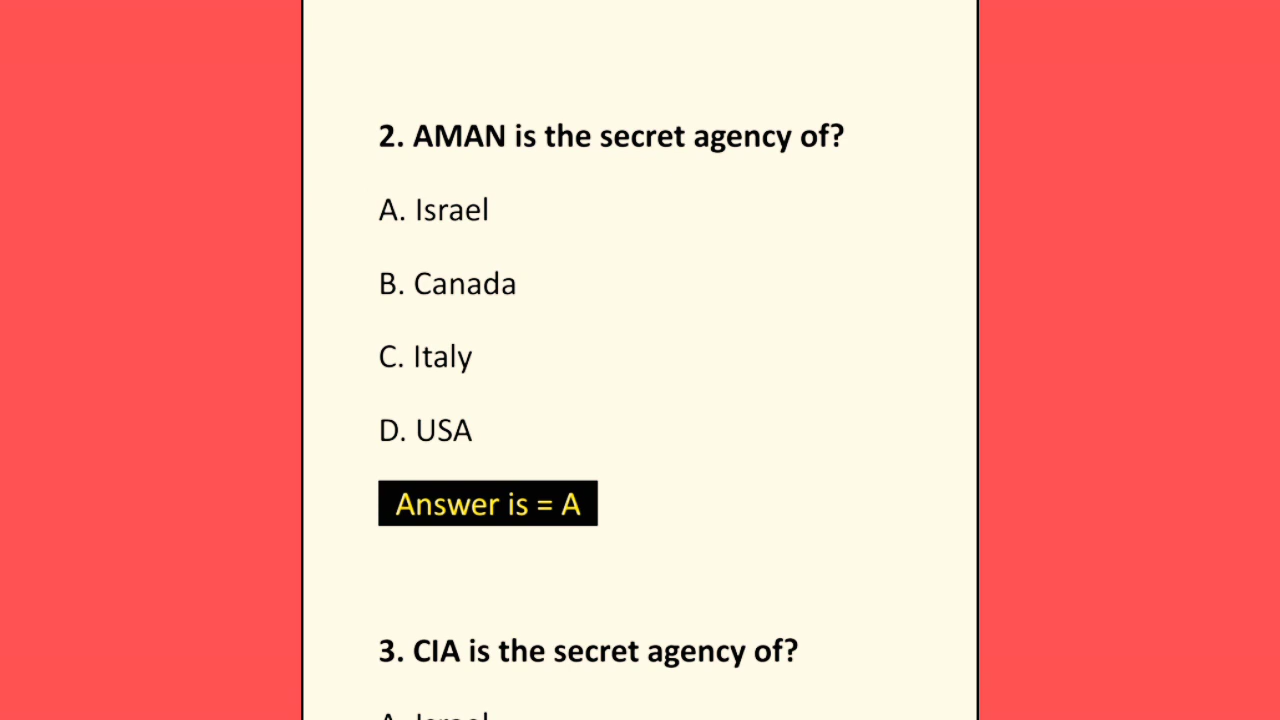 2. AMAN is the secret agency of?
A. Israel
B. Canada
C. Italy
D. USA
Answer is = A
3. CIA is the secret agency of?
A. Israel